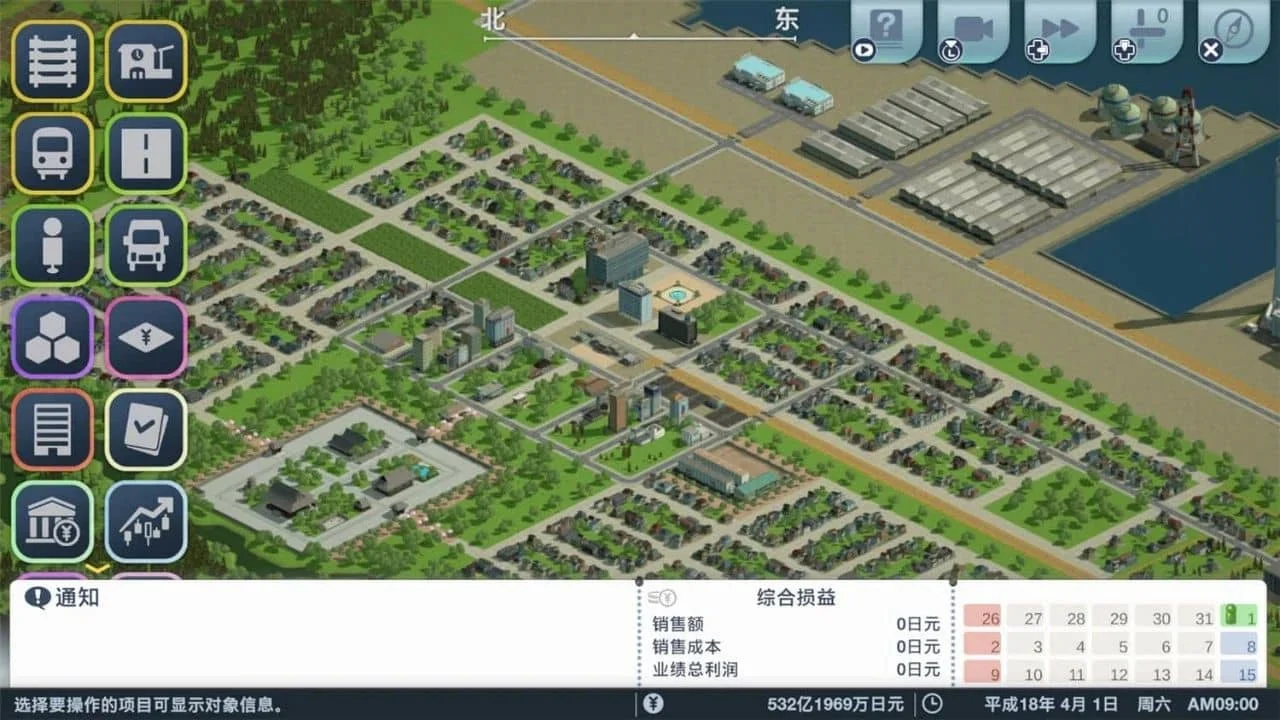 北 东
0
通知
综合损益
销售额 0日元
销售成本 0日元
业绩总利润 0日元
26 27 28 29 30 31 1
2 3 4 5 6 7 8
9 10 11 12 13 14 15
选择要操作的项目可显示对象信息。
532亿1969万日元 平成18年 4月 1日 周六 AM09:00